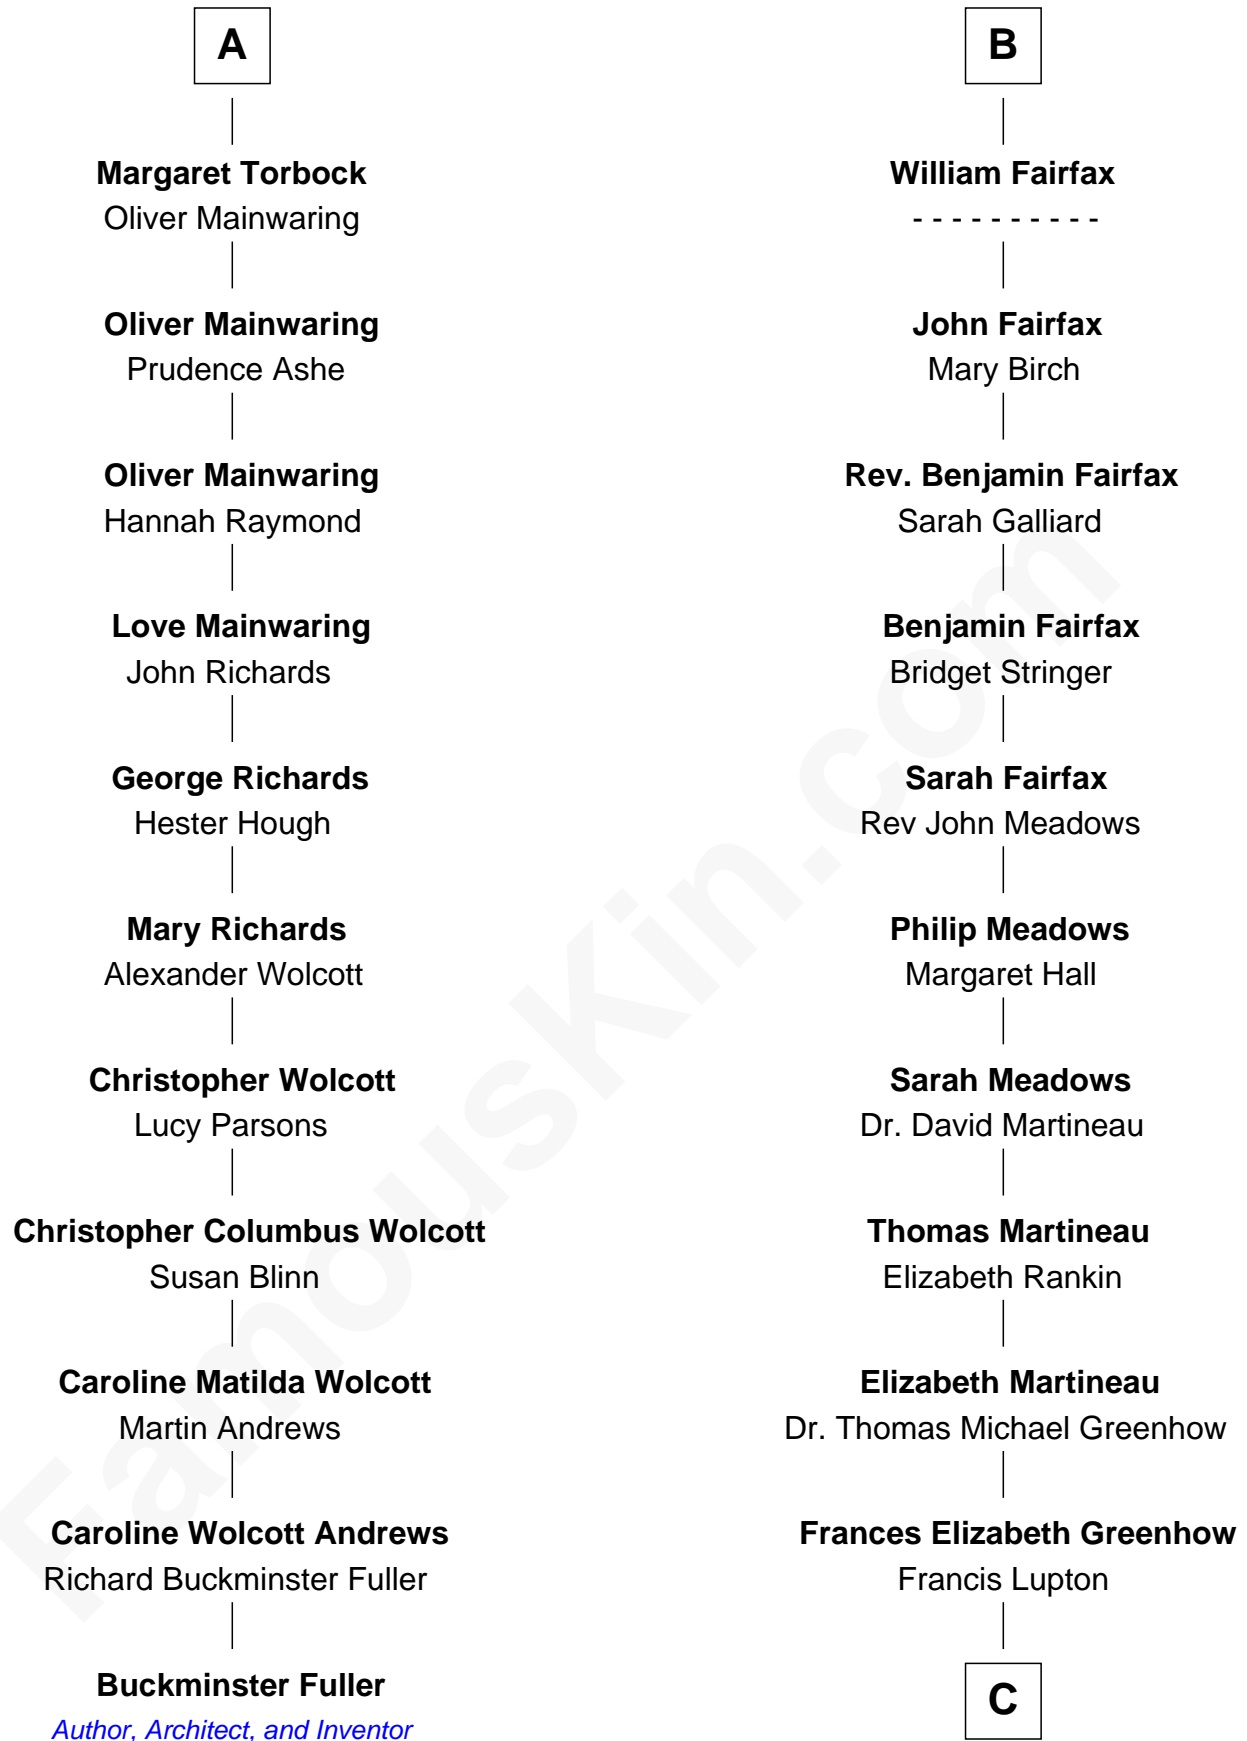 A
Margaret Torbock
Oliver Mainwaring
Oliver Mainwaring
Prudence Ashe
Oliver Mainwaring
Hannah Raymond
Love Mainwaring
John Richards
George Richards
Hester Hough
Mary Richards
Alexander Wolcott
Christopher Wolcott
Lucy Parsons
Christopher Columbus Wolcott
Susan Blinn
Caroline Matilda Wolcott
Martin Andrews
Caroline Wolcott Andrews
Richard Buckminster Fuller
Buckminster Fuller
Author, Architect, and Inventor
B
William Fairfax
- - - - - - - - - -
John Fairfax
Mary Birch
Rev. Benjamin Fairfax
Sarah Galliard
Benjamin Fairfax
Bridget Stringer
Sarah Fairfax
Rev John Meadows
Philip Meadows
Margaret Hall
Sarah Meadows
Dr. David Martineau
Thomas Martineau
Elizabeth Rankin
Elizabeth Martineau
Dr. Thomas Michael Greenhow
Frances Elizabeth Greenhow
Francis Lupton
C
FamousKin.com